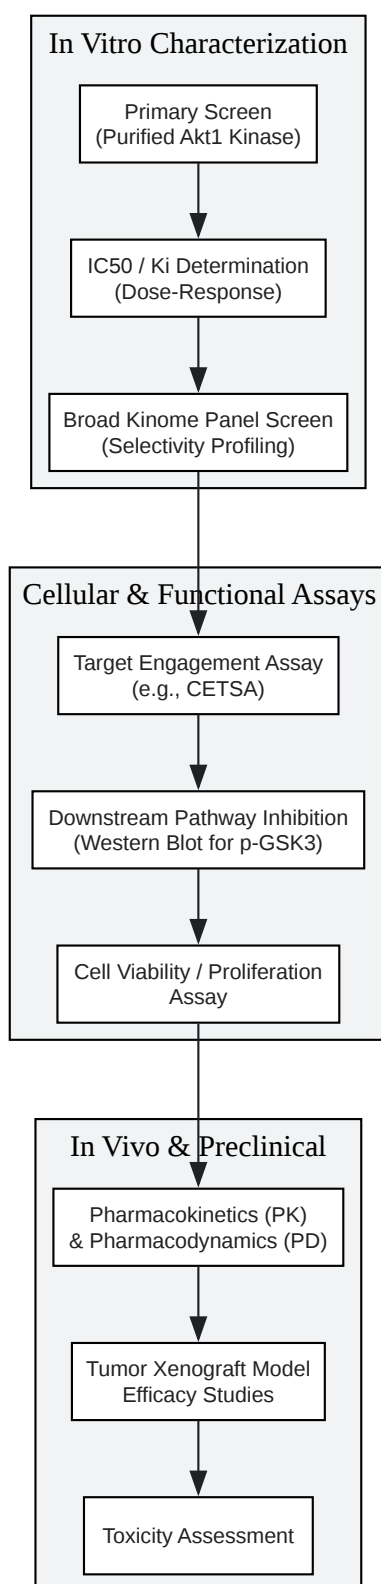 In Vitro Characterization
Primary Screen
(Purified Akt1 Kinase)
IC50 / Ki Determination
(Dose-Response)
Broad Kinome Panel Screen
(Selectivity Profiling)
Cellular & Functional Assays
Target Engagement Assay
(e.g., CETSA)
Downstream Pathway Inhibition
(Western Blot for p-GSK3)
Cell Viability / Proliferation
Assay
In Vivo & Preclinical
Pharmacokinetics (PK)
& Pharmacodynamics (PD)
Tumor Xenograft Model
Efficacy Studies
Toxicity Assessment